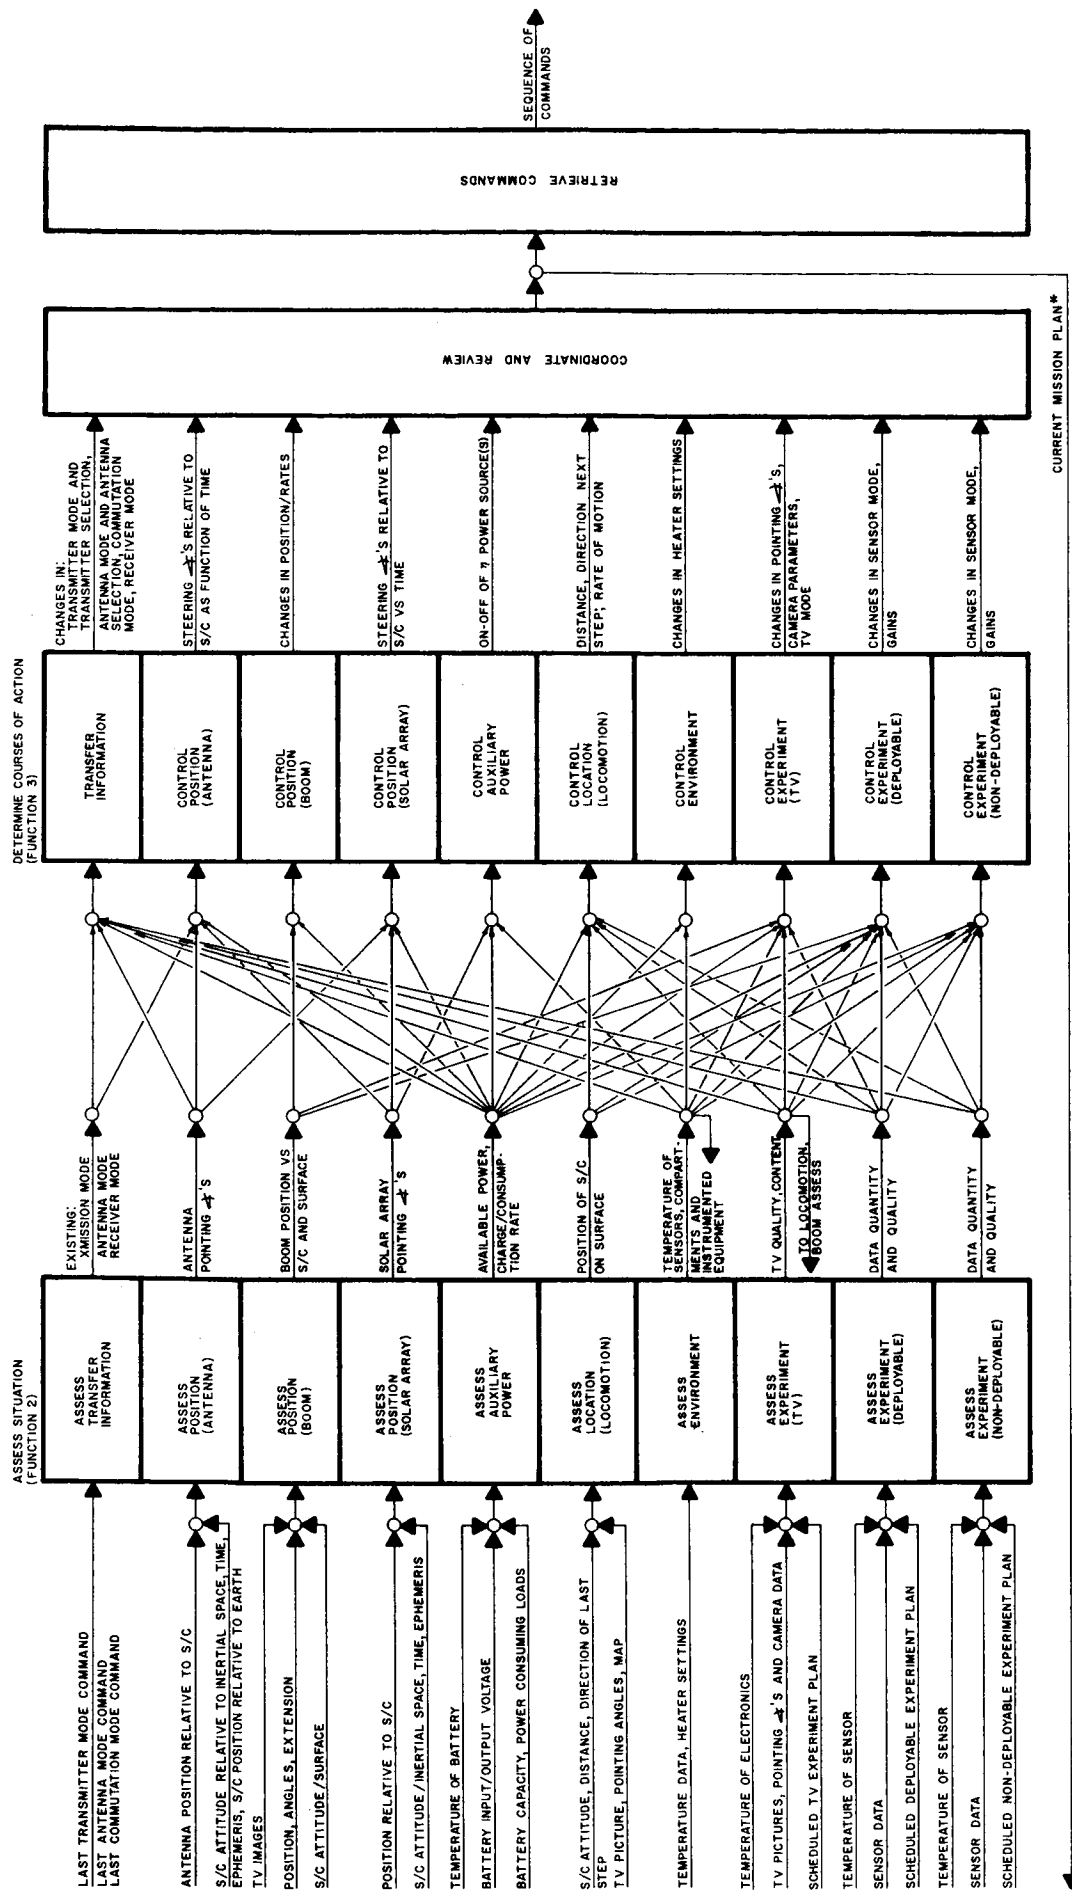 ASSESS SITUATION
(FUNCTION 2)
DETERMINE COURSES OF ACTION
(FUNCTION 3)
LAST TRANSMITTER MODE COMMAND
LAST ANTENNA MODE COMMAND
LAST COMMUTATION MODE COMMAND
ANTENNA POSITION RELATIVE TO S/C
S/C ATTITUDE RELATIVE TO INERTIAL SPACE, TIME,
EPHEMERIS, S/C POSITION RELATIVE TO EARTH
TV IMAGES
POSITION, ANGLES, EXTENSION
S/C ATTITUDE/SURFACE
POSITION RELATIVE TO S/C
S/C ATTITUDE/INERTIAL SPACE, TIME, EPHEMERIS
TEMPERATURE OF BATTERY
BATTERY INPUT/OUTPUT VOLTAGE
BATTERY CAPACITY, POWER CONSUMING LOADS
S/C ATTITUDE, DISTANCE, DIRECTION OF LAST
STEP
TV PICTURE, POINTING ANGLES, MAP
TEMPERATURE DATA, HEATER SETTINGS
TEMPERATURE OF ELECTRONICS
TV PICTURES, POINTING ∡'S AND CAMERA DATA
SCHEDULED TV EXPERIMENT PLAN
TEMPERATURE OF SENSOR
SENSOR DATA
SCHEDULED DEPLOYABLE EXPERIMENT PLAN
TEMPERATURE OF SENSOR
SENSOR DATA
SCHEDULED NON-DEPLOYABLE EXPERIMENT PLAN
ASSESS
TRANSFER
INFORMATION
ASSESS
POSITION
(ANTENNA)
ASSESS
POSITION
(BOOM)
ASSESS
POSITION
(SOLAR ARRAY)
ASSESS
AUXILIARY
POWER
ASSESS
LOCATION
(LOCOMOTION)
ASSESS
ENVIRONMENT
ASSESS
EXPERIMENT
(TV)
ASSESS
EXPERIMENT
(DEPLOYABLE)
ASSESS
EXPERIMENT
(NON-DEPLOYABLE)
EXISTING:
XMISSION MODE
ANTENNA MODE
RECEIVER MODE
ANTENNA
POINTING ∡'S
BOOM POSITION VS
S/C AND SURFACE
SOLAR ARRAY
POINTING ∡'S
AVAILABLE POWER,
CHARGE/CONSUMP-
TION RATE
POSITION OF S/C
ON SURFACE
TEMPERATURE OF
SENSORS, COMPART-
MENTS AND
INSTRUMENTED
EQUIPMENT
TV QUALITY, CONTENT
TO LOCOMOTION,
BOOM ASSESS
DATA QUANTITY
AND QUALITY
DATA QUANTITY
AND QUALITY
TRANSFER
INFORMATION
CONTROL
POSITION
(ANTENNA)
CONTROL
POSITION
(BOOM)
CONTROL
POSITION
(SOLAR ARRAY)
CONTROL
AUXILIARY
POWER
CONTROL
LOCATION
(LOCOMOTION)
CONTROL
ENVIRONMENT
CONTROL
EXPERIMENT
(TV)
CONTROL
EXPERIMENT
(DEPLOYABLE)
CONTROL
EXPERIMENT
(NON-DEPLOYABLE)
CHANGES IN:
TRANSMITTER MODE AND
TRANSMITTER SELECTION,
ANTENNA MODE AND ANTENNA
SELECTION, COMMUTATION
MODE, RECEIVER MODE
STEERING ∡'S RELATIVE TO
S/C AS FUNCTION OF TIME
CHANGES IN POSITION/RATES
STEERING ∡'S RELATIVE TO
S/C VS TIME
ON-OFF OF η POWER SOURCE(S)
DISTANCE, DIRECTION NEXT
STEP; RATE OF MOTION
CHANGES IN HEATER SETTINGS
CHANGES IN POINTING ∡'S,
CAMERA PARAMETERS,
TV MODE
CHANGES IN SENSOR MODE,
GAINS
CHANGES IN SENSOR MODE,
GAINS
COORDINATE AND REVIEW
RETRIEVE COMMANDS
SEQUENCE OF
COMMANDS
CURRENT MISSION PLAN*